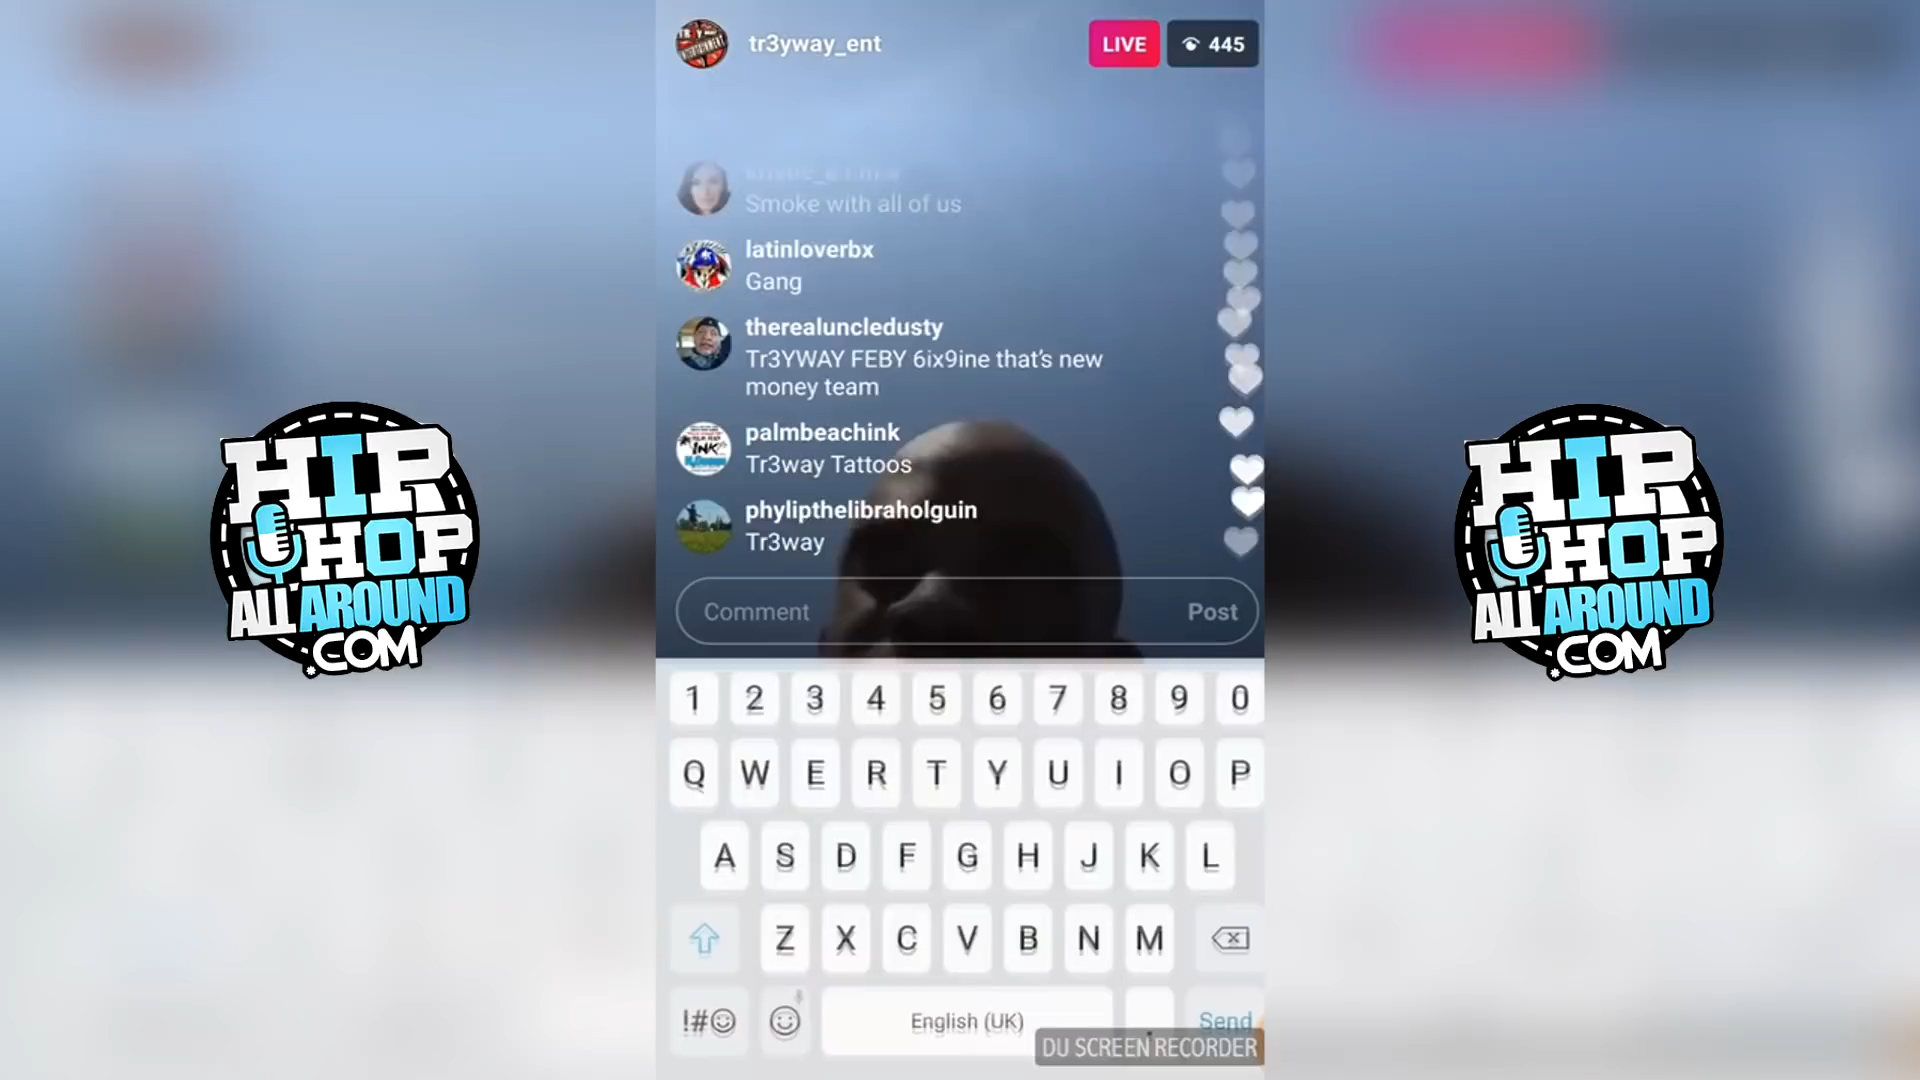 tr3yway_ent
LIVE
445
Smoke with all of us
latinloverbx
Gang
therealuncledusty
Tr3YWAY FEBY 6ix9ine that's new
money team
palmbeachink
Tr3way Tattoos
phylipthelibraholguin
Tr3way
Comment
Post
1 2 3 4 5 6 7 8 9 0
Q W E R T Y U I O P
A S D F G H J K L
Z X C V B N M
!#☺
English (UK)
.
Send
DU SCREEN RECORDER
HIP
HOP
ALL AROUND
.COM
HIP
HOP
ALL AROUND
.COM